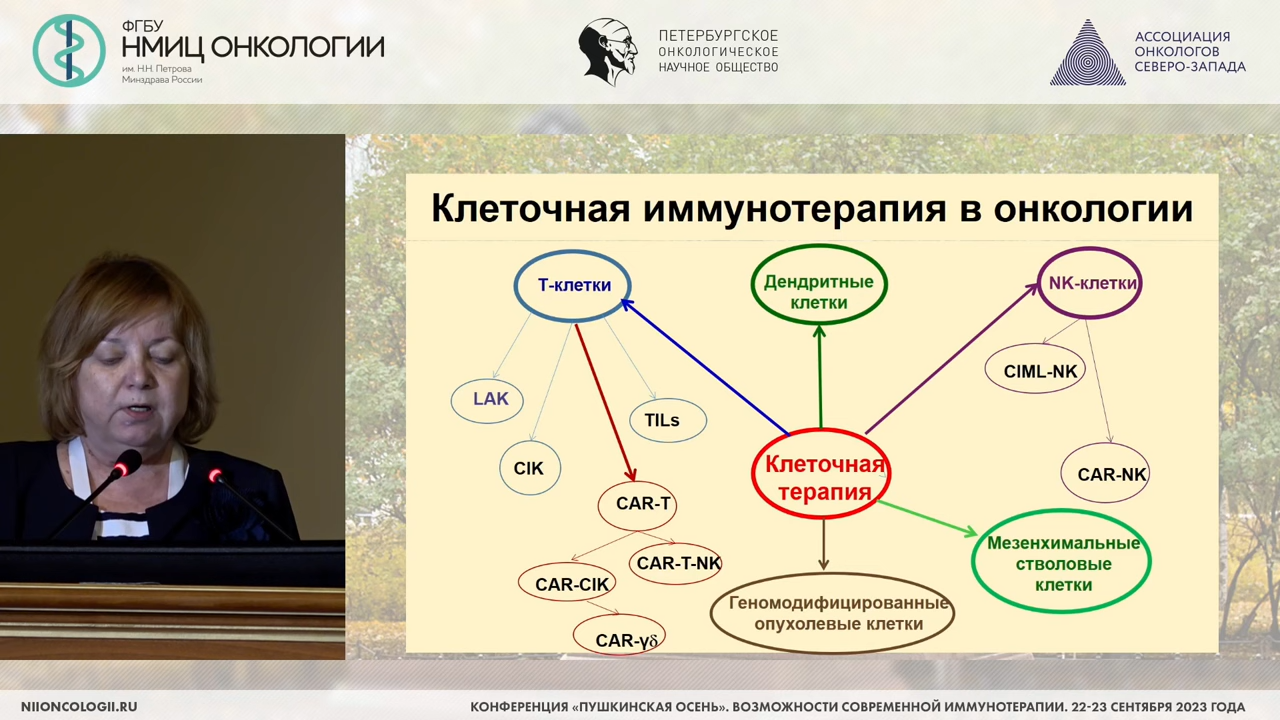 ФГБУ
НМИЦ ОНКОЛОГИИ
им. Н.Н. Петрова
Минздрава России
ПЕТЕРБУРГСКОЕ
ОНКОЛОГИЧЕСКОЕ
НАУЧНОЕ ОБЩЕСТВО
АССОЦИАЦИЯ
ОНКОЛОГОВ
СЕВЕРО-ЗАПАДА
Клеточная иммунотерапия в онкологии
Т-клетки
Дендритные
клетки
NK-клетки
LAK
CIK
TILs
CAR-T
CAR-T-NK
CAR-CIK
CAR-γδ
CIML-NK
CAR-NK
Клеточная
терапия
Мезенхимальные
стволовые
клетки
Геномодифицированные
опухолевые клетки
NIIONCOLOGII.RU
КОНФЕРЕНЦИЯ «ПУШКИНСКАЯ ОСЕНЬ». ВОЗМОЖНОСТИ СОВРЕМЕННОЙ ИММУНОТЕРАПИИ. 22-23 СЕНТЯБРЯ 2023 ГОДА